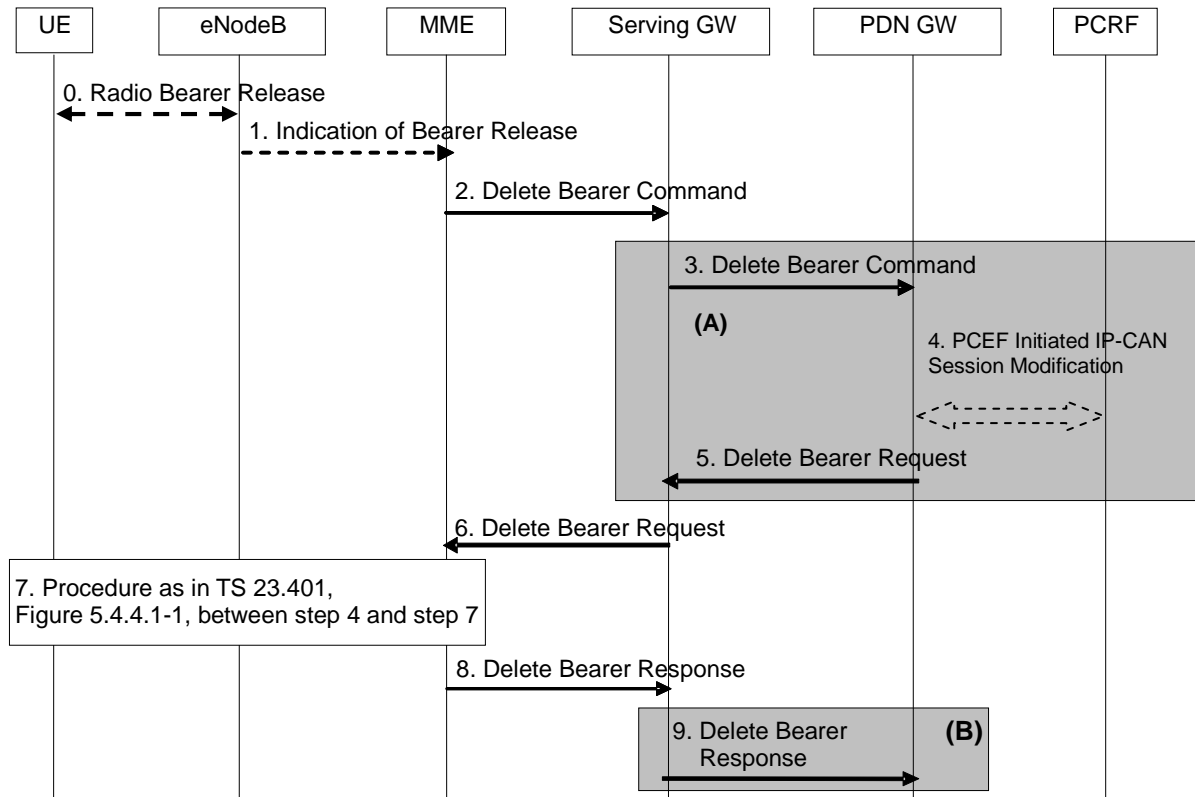 UE
eNodeB
MME
Serving GW
PDN GW
PCRF
0. Radio Bearer Release
1. Indication of Bearer Release
2. Delete Bearer Command
3. Delete Bearer Command
(A)
4. PCEF Initiated IP-CAN
Session Modification
5. Delete Bearer Request
6. Delete Bearer Request
7. Procedure as in TS 23.401,
Figure 5.4.4.1-1, between step 4 and step 7
8. Delete Bearer Response
9. Delete Bearer
Response
(B)